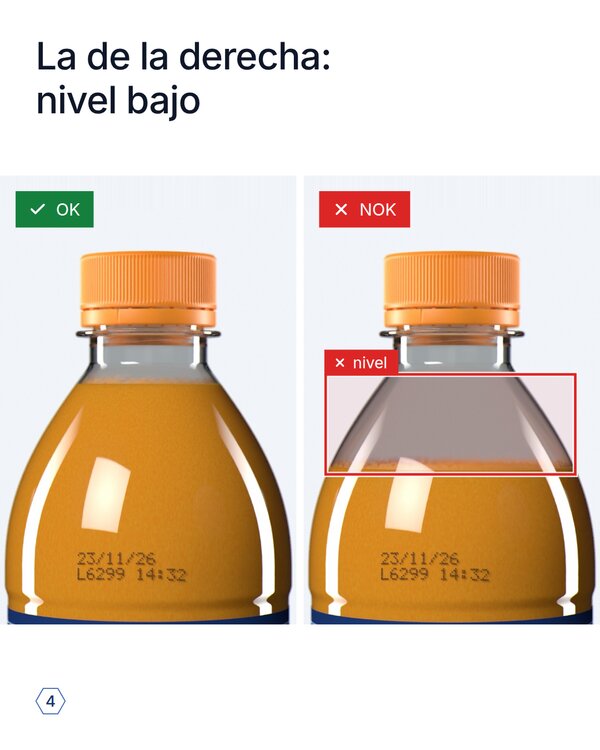 La de la derecha:
nivel bajo
OK
NOK
nivel
23/11/26
L6299 14:32
23/11/26
L6299 14:32
4